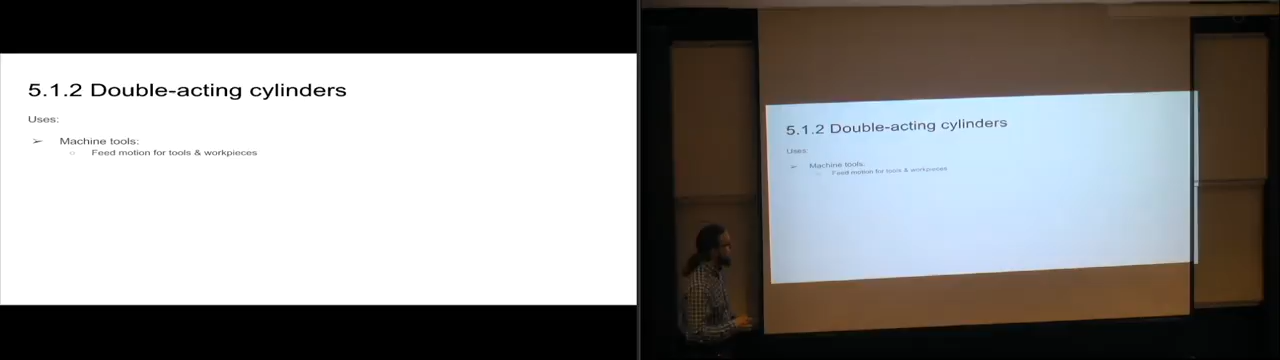 5.1.2 Double-acting cylinders
Uses:
➢ Machine tools:
○ Feed motion for tools & workpieces
5.1.2 Double-acting cylinders
Uses:
➢ Machine tools:
○ Feed motion for tools & workpieces